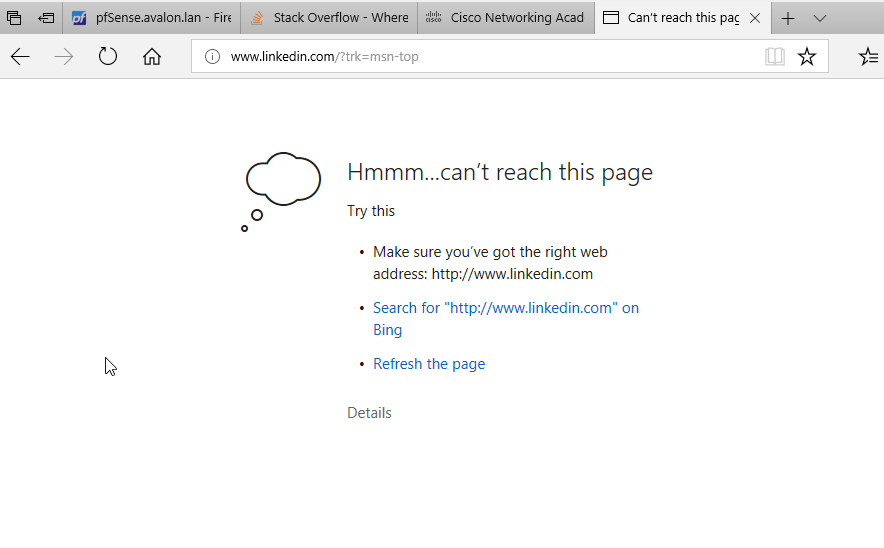 pfSense.avalon.lan - Fire
Stack Overflow - Where
Cisco Networking Acad
Can't reach this pag
www.linkedin.com/?trk=msn-top
Hmmm...can't reach this page
Try this
• Make sure you've got the right web
address: http://www.linkedin.com
• Search for "http://www.linkedin.com" on
Bing
• Refresh the page
Details